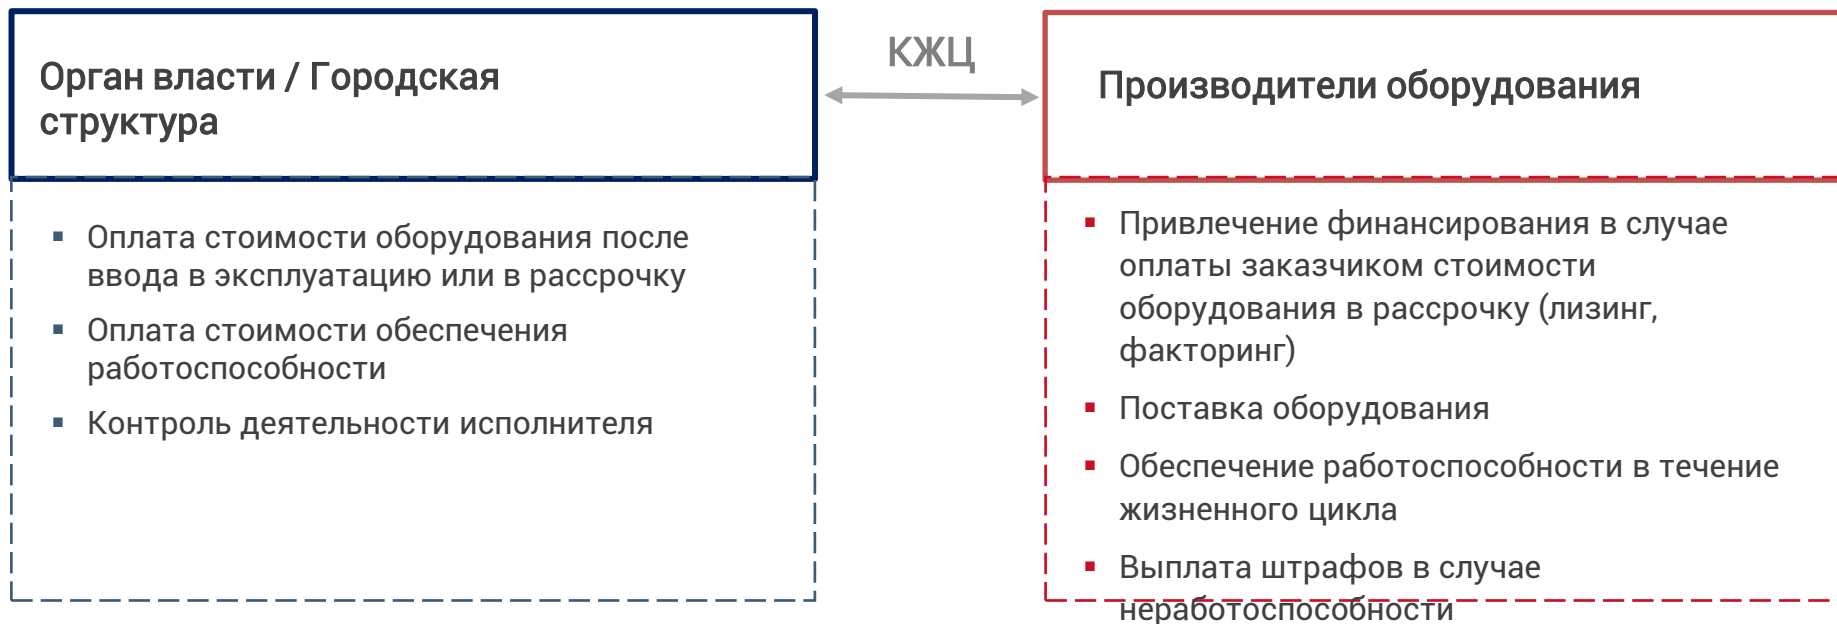 Орган власти / Городская
структура
КЖЦ
Производители оборудования
▪ Оплата стоимости оборудования после
ввода в эксплуатацию или в рассрочку
▪ Оплата стоимости обеспечения
работоспособности
▪ Контроль деятельности исполнителя
▪ Привлечение финансирования в случае
оплаты заказчиком стоимости
оборудования в рассрочку (лизинг,
факторинг)
▪ Поставка оборудования
▪ Обеспечение работоспособности в течение
жизненного цикла
▪ Выплата штрафов в случае
неработоспособности